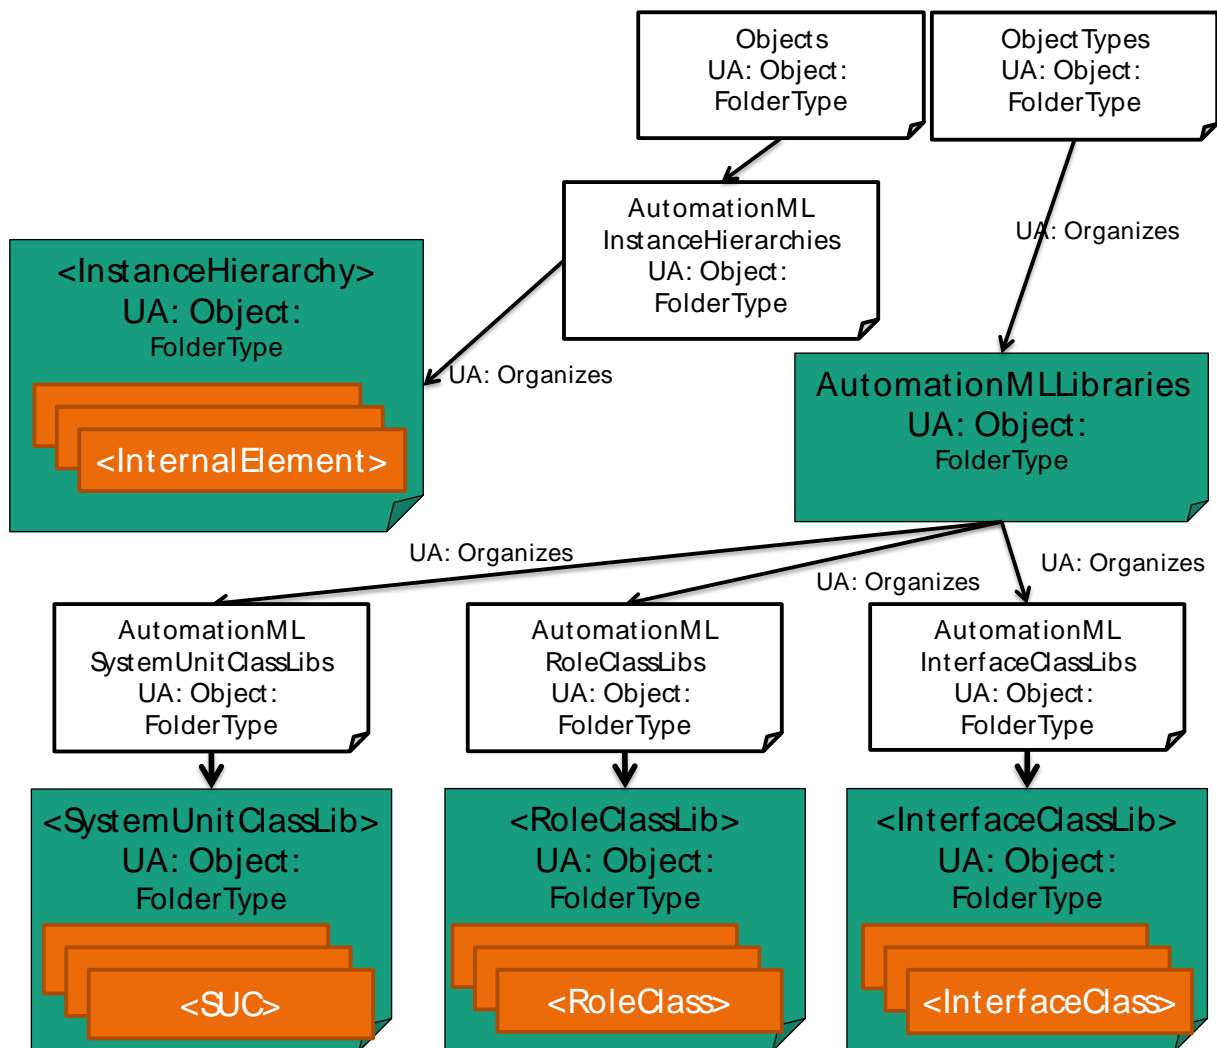 Objects
UA: Object:
FolderType
ObjectTypes
UA: Object:
FolderType
AutomationML
InstanceHierarchies
UA: Object:
FolderType
UA: Organizes
<InstanceHierarchy>
UA: Object:
FolderType
<InternalElement>
UA: Organizes
AutomationMLLibraries
UA: Object:
FolderType
UA: Organizes
UA: Organizes
UA: Organizes
AutomationML
SystemUnitClassLibs
UA: Object:
FolderType
AutomationML
RoleClassLibs
UA: Object:
FolderType
AutomationML
InterfaceClassLibs
UA: Object:
FolderType
<SystemUnitClassLib>
UA: Object:
FolderType
<SUC>
<RoleClassLib>
UA: Object:
FolderType
<RoleClass>
<InterfaceClassLib>
UA: Object:
FolderType
<InterfaceClass>